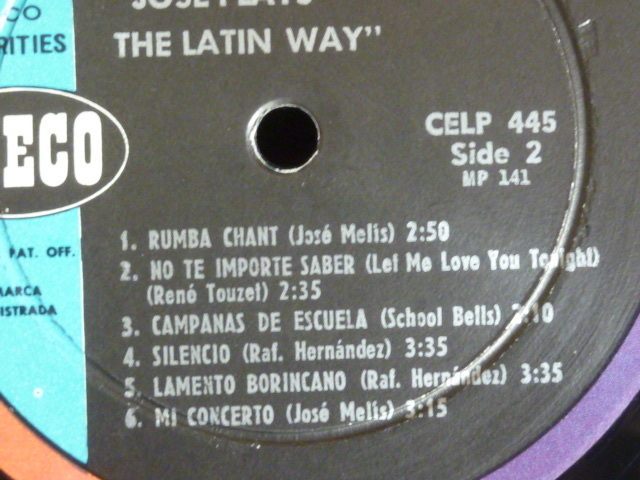 THE LATIN WAY"
RITIES
ECO
CELP 445
Side 2
MP 141
1. RUMBA CHANT (José Melis) 2:50
2. NO TE IMPORTE SABER (Let Me Love You Tonight)
(René Touzet) 2:35
3. CAMPANAS DE ESCUELA (School Bells)
4. SILENCIO (Raf. Hernández) 3:35
5. LAMENTO BORINCANO (Raf. Hernández) 3:35
6. MI CONCERTO (José Melis) 3:15
PAT. OFF.
MARCA
ISTRADA